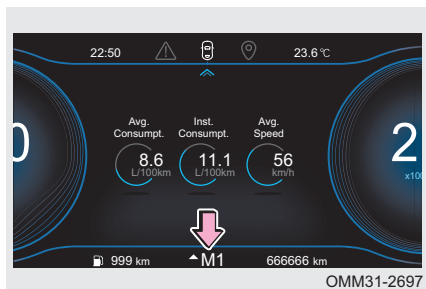 22:50 23.6 ℃
Avg. Consumpt. Inst. Consumpt. Avg. Speed
8.6 11.1 56
L/100km L/100km km/h
0 2
x100
999 km M1 666666 km
OMM31-2697